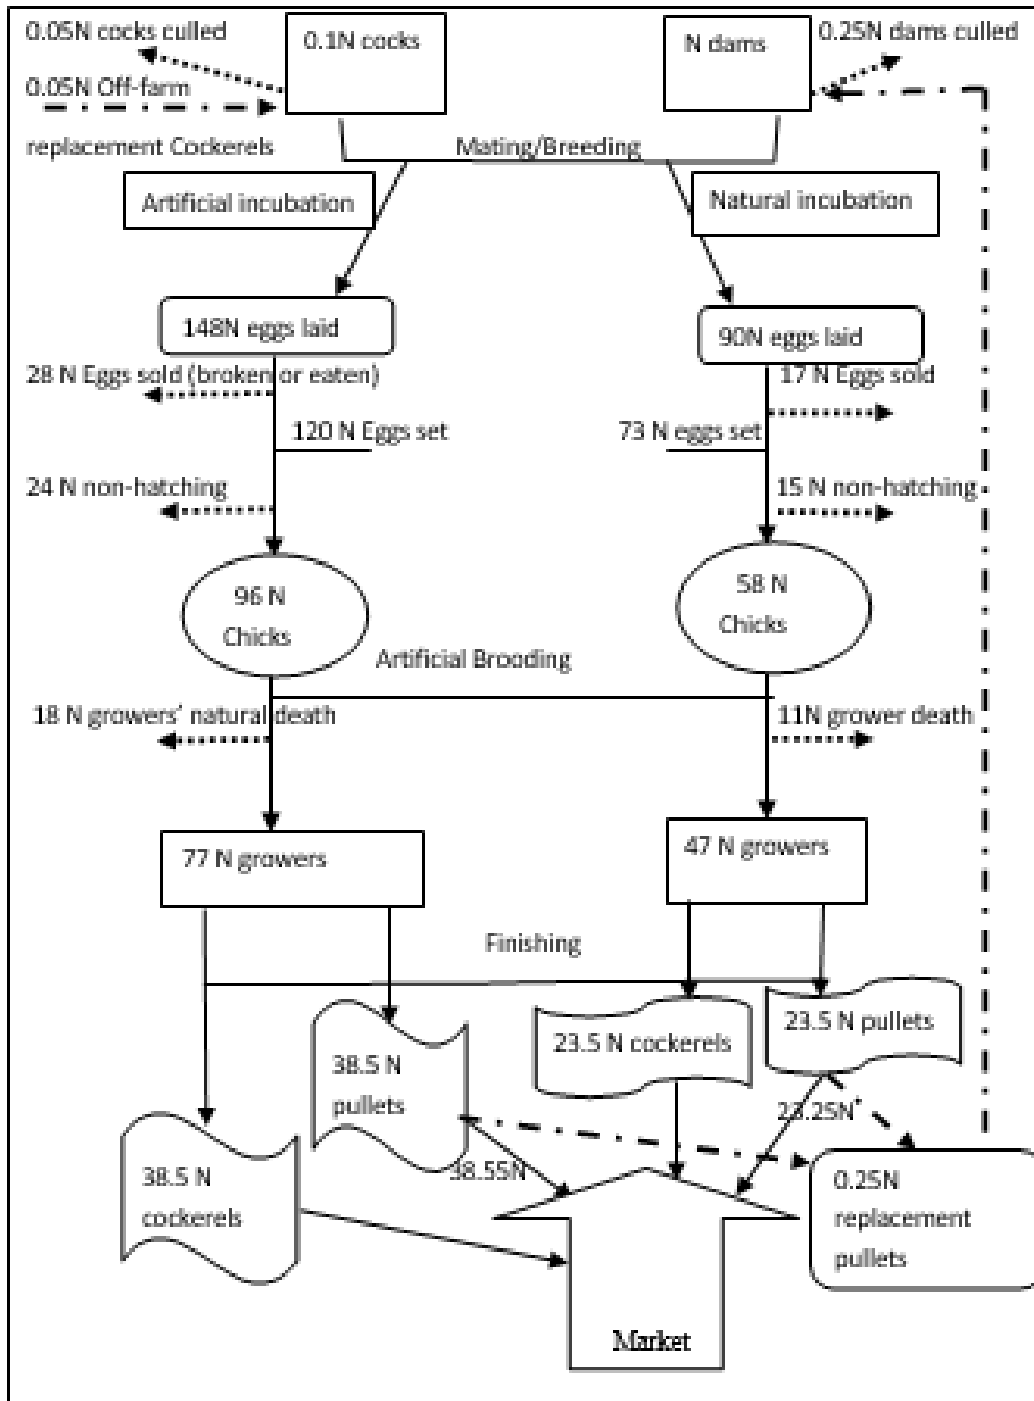 0.05N cocks culled
0.1N cocks
N dams
0.25N dams culled
0.05N Off-farm
replacement Cockerels
Mating/Breeding
Artificial incubation
Natural incubation
148N eggs laid
90N eggs laid
28 N Eggs sold (broken or eaten)
17 N Eggs sold
120 N Eggs set
73 N eggs set
24 N non-hatching
15 N non-hatching
96 N
Chicks
58 N
Chicks
Artificial Brooding
18 N growers' natural death
11N grower death
77 N growers
47 N growers
Finishing
38.5 N
pullets
23.5 N cockerels
23.5 N pullets
23.25N
38.55N
38.5 N
cockerels
0.25N
replacement
pullets
Market